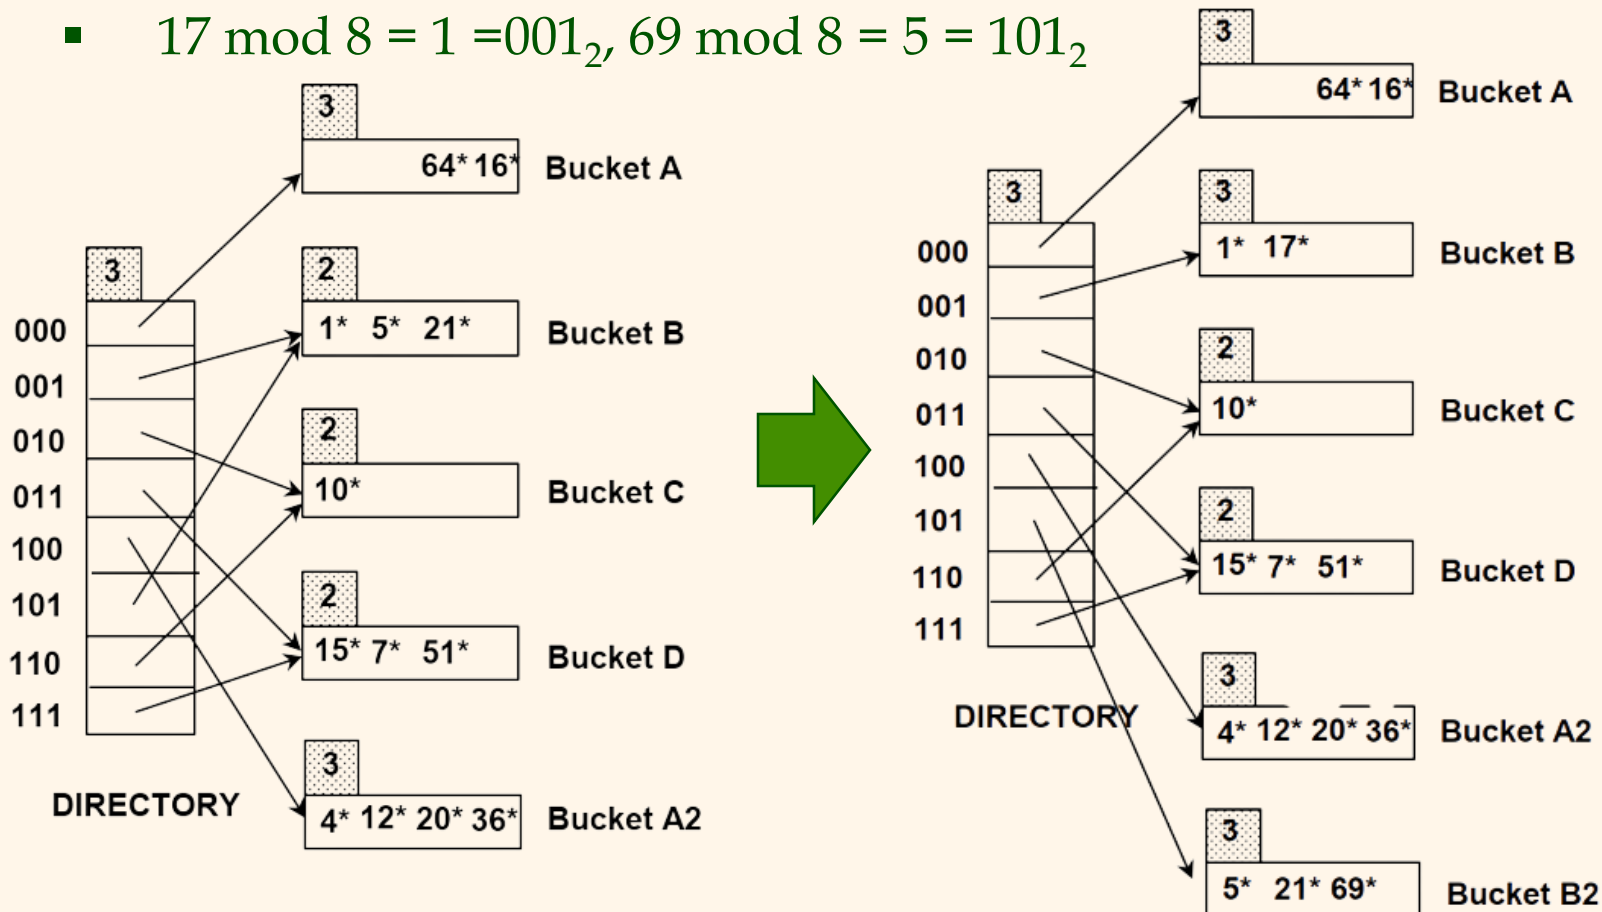 ▪ 17 mod 8 = 1 =001₂, 69 mod 8 = 5 = 101₂
3
64* 16* Bucket A
3
2
000
1* 5* 21* Bucket B
001
2
010
10* Bucket C
011
100
2
101
15* 7* 51* Bucket D
110
111
3
DIRECTORY
4* 12* 20* 36* Bucket A2
3
64* 16* Bucket A
3
3
000
1* 17* Bucket B
001
2
010
10* Bucket C
011
100
2
101
15* 7* 51* Bucket D
110
111
3
DIRECTORY
4* 12* 20* 36* Bucket A2
3
5* 21* 69* Bucket B2